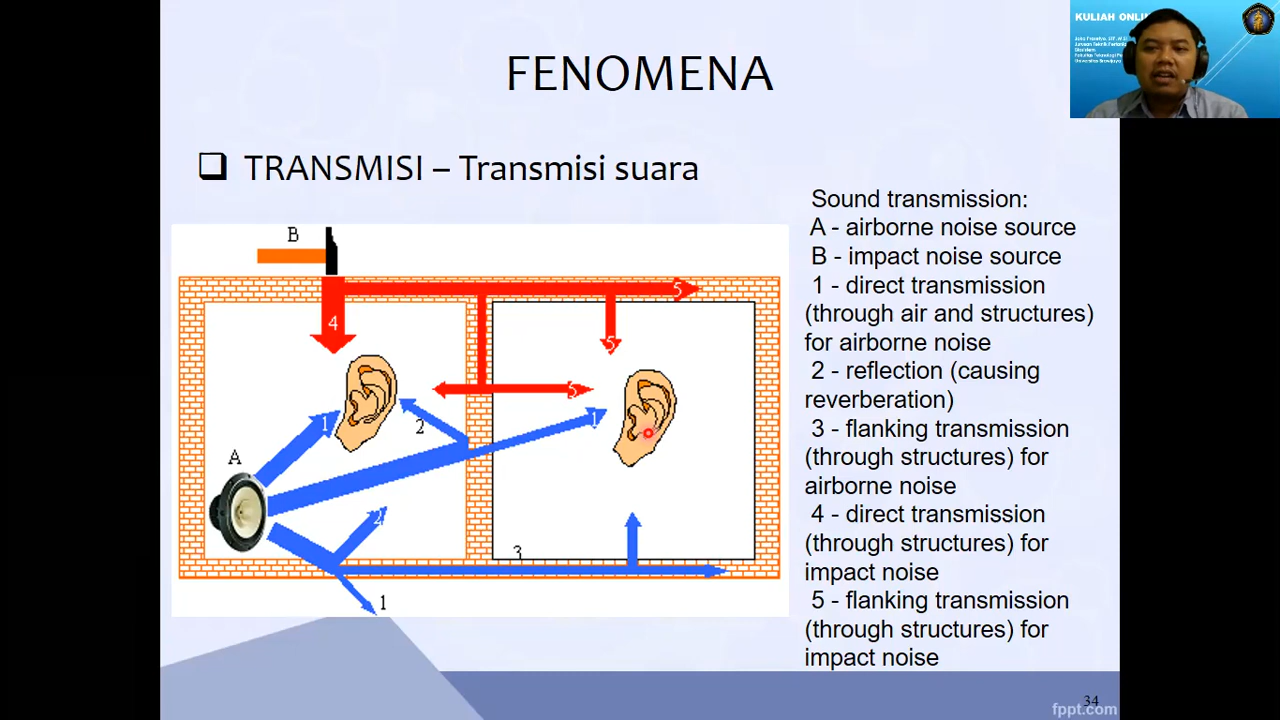 KULIAH ONLIN
FENOMENA
TRANSMISI – Transmisi suara
Sound transmission:
A - airborne noise source
B - impact noise source
1 - direct transmission
(through air and structures)
for airborne noise
2 - reflection (causing
reverberation)
3 - flanking transmission
(through structures) for
airborne noise
4 - direct transmission
(through structures) for
impact noise
5 - flanking transmission
(through structures) for
impact noise
B
5
4
5
5
1
2
1
A
2
3
1
34
fppt.com